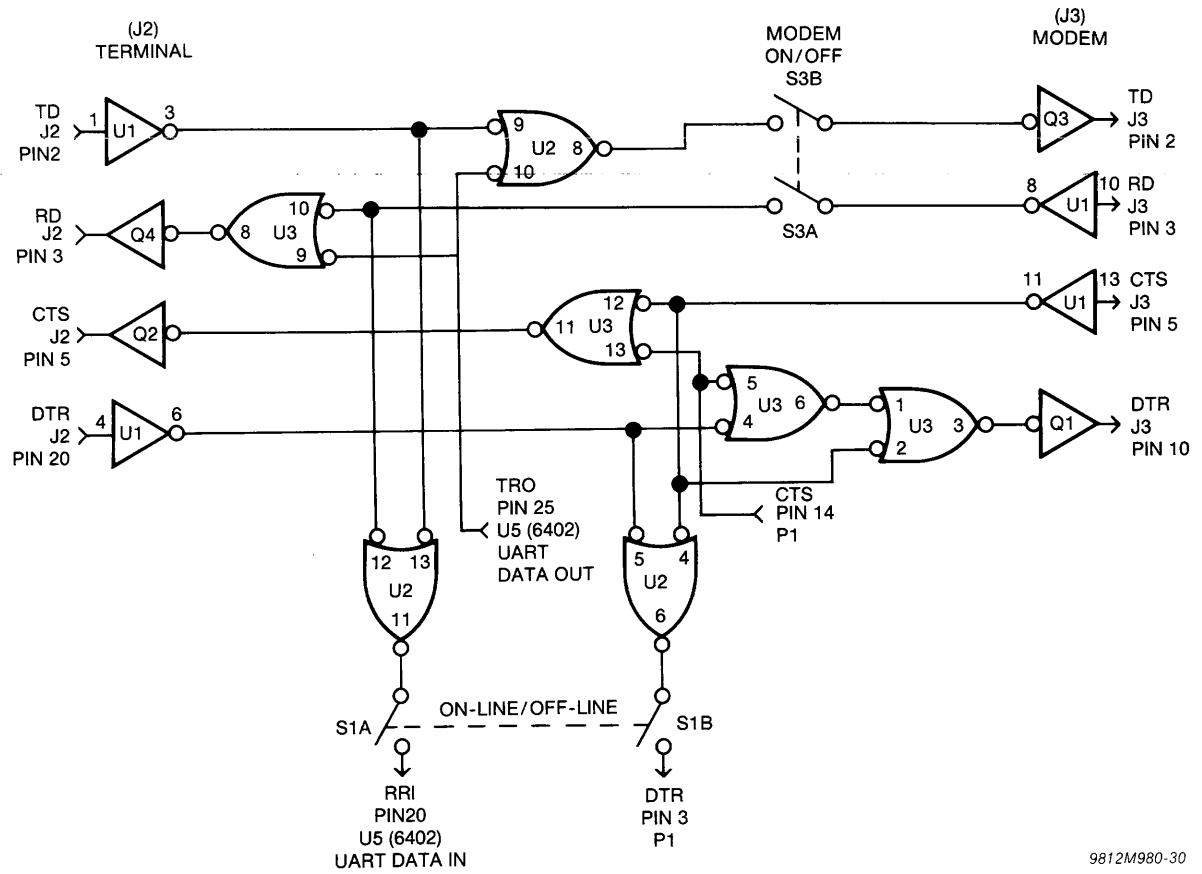 (J2)
TERMINAL
MODEM
ON/OFF
S3B
(J3)
MODEM
TD
J2
PIN2
1
U1
3
9
10
U2
8
Q3
TD
J3
PIN 2
RD
J2
PIN 3
Q4
8
U3
10
9
S3A
8
U1
10
RD
J3
PIN 3
CTS
J2
PIN 5
Q2
11
U3
12
13
11
U1
13
CTS
J3
PIN 5
DTR
J2
PIN 20
4
U1
6
5
4
U3
6
1
2
U3
3
Q1
DTR
J3
PIN 10
TRO
PIN 25
U5 (6402)
UART
DATA OUT
CTS
PIN 14
P1
12
13
U2
11
5
4
U2
6
S1A
ON-LINE/OFF-LINE
S1B
RRI
PIN20
U5 (6402)
UART DATA IN
DTR
PIN 3
P1
9812M980-30